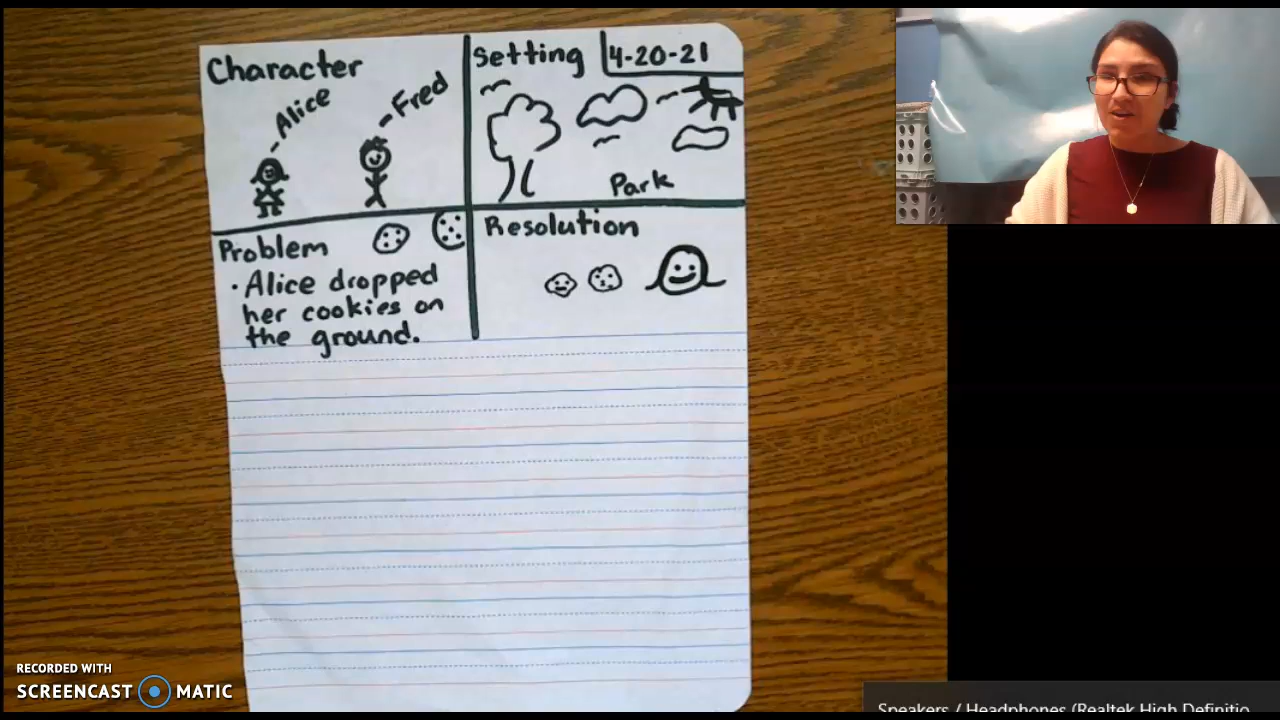 Character
Alice
Fred
Setting
4-20-21
Park
Problem
• Alice dropped
her cookies on
the ground.
Resolution
RECORDED WITH
SCREENCAST MATIC
Speakers / Headphones (Realtek High Definitio